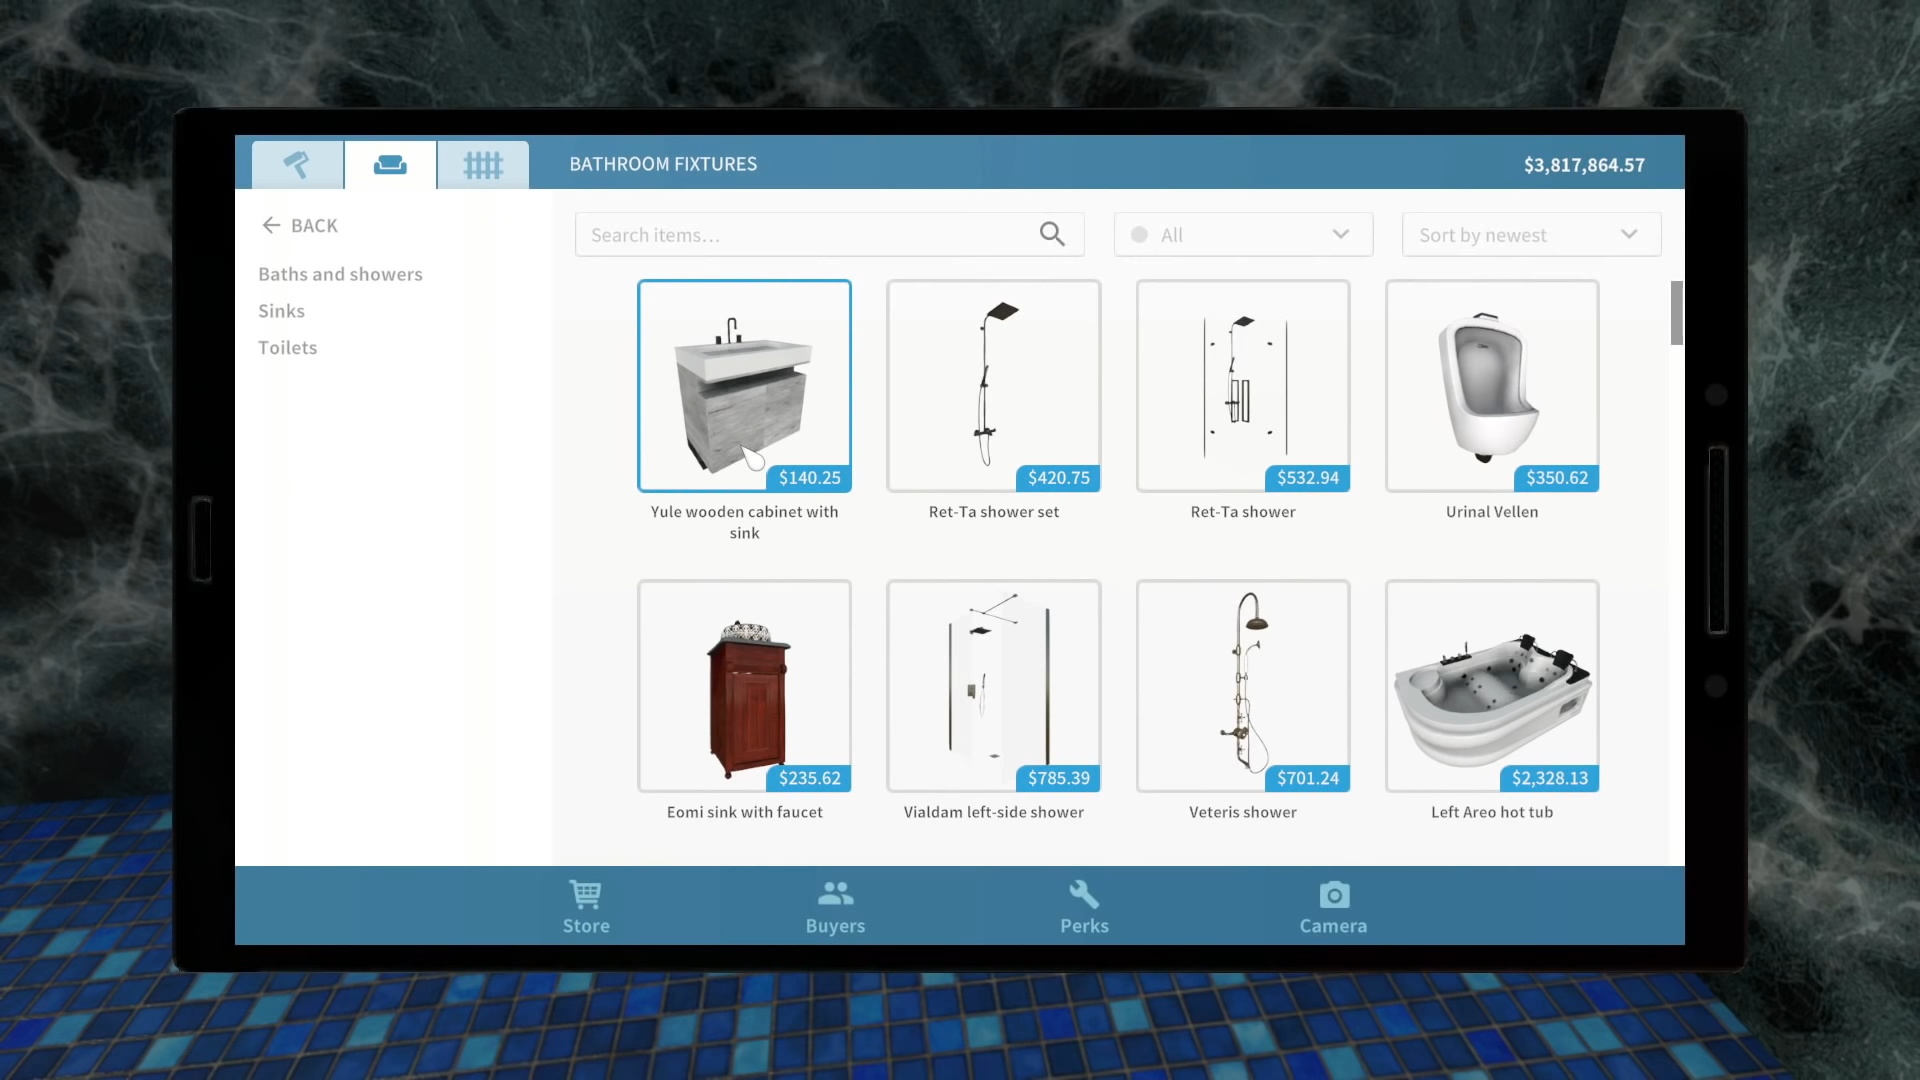 BATHROOM FIXTURES
$3,817,864.57
BACK
Baths and showers
Sinks
Toilets
Search items...
All
Sort by newest
$140.25
$420.75
$532.94
$350.62
Yule wooden cabinet with
sink
Ret-Ta shower set
Ret-Ta shower
Urinal Vellen
$235.62
$785.39
$701.24
$2,328.13
Eomi sink with faucet
Vialdam left-side shower
Veteris shower
Left Areo hot tub
Store
Buyers
Perks
Camera